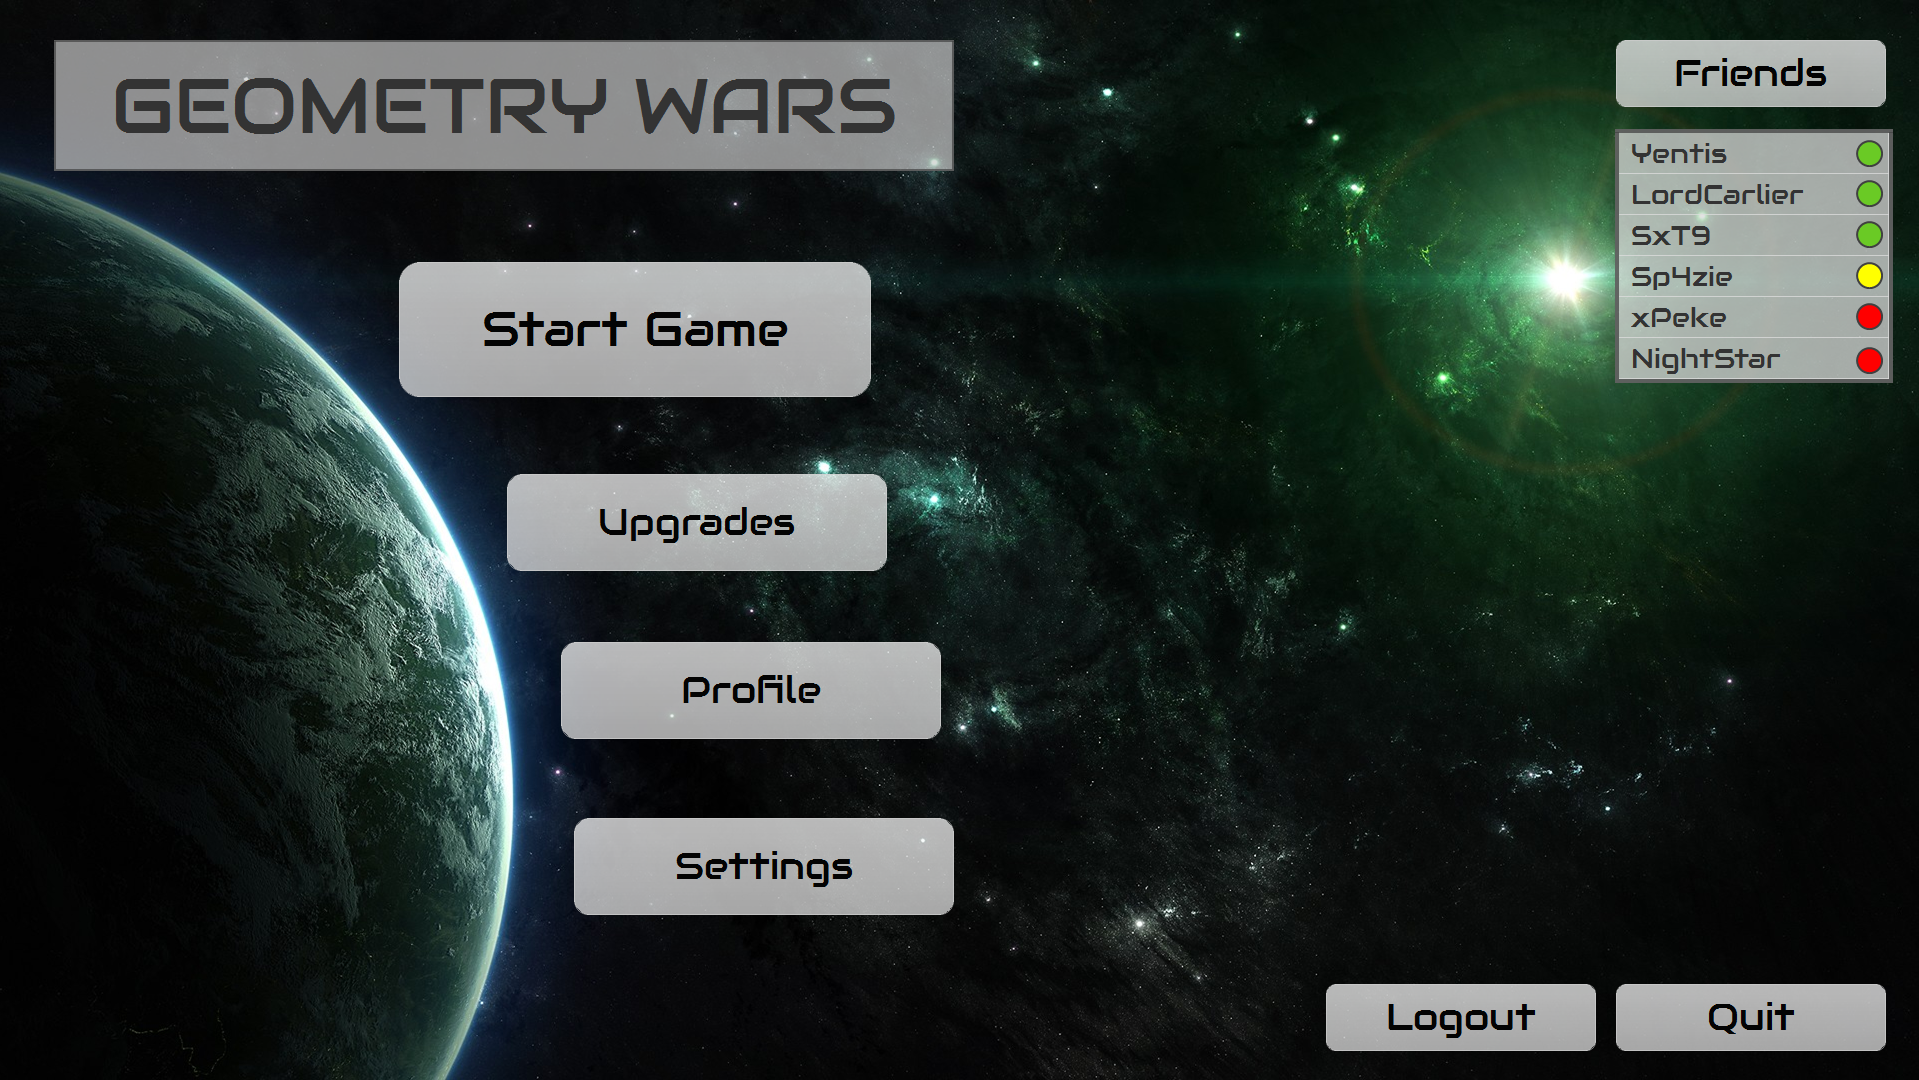 GEOMETRY WARS
Friends
Yentis
LordCarlier
SxT9
Sp4zie
xPeke
NightStar
Start Game
Upgrades
Profile
Settings
Logout
Quit